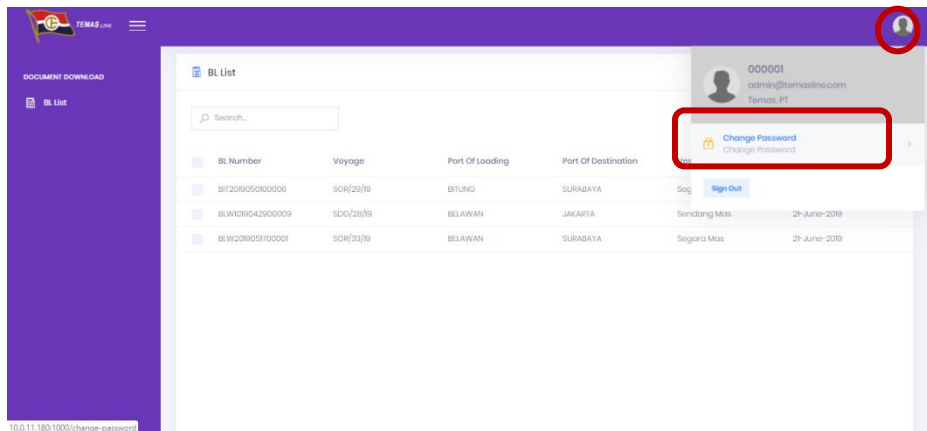 TEMAS LINE
DOCUMENT DOWNLOAD
BL List
BL List
Search...
000001
admin@temasline.com
Temas, PT
Change Password
Change Password
Sign Out
BL Number Voyage Port Of Loading Port Of Destination Ves
BIT2019050100006 SGR/29/19 BITUNG SURABAYA Seg
BLW1019042900009 SDG/28/19 BELAWAN JAKARTA Sendang Mas 21-June-2019
BLW2019051700001 SGR/33/19 BELAWAN SURABAYA Segara Mas 21-June-2019
10.0.11.180:1000/change-password